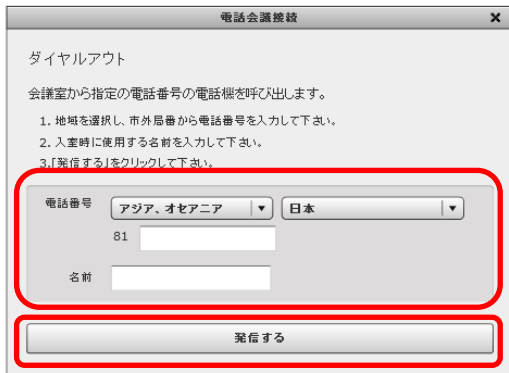 電話会議接続
ダイヤルアウト
会議室から指定の電話番号の電話機を呼び出します。
1. 地域を選択し、市外局番から電話番号を入力して下さい。
2. 入室時に使用する名前を入力して下さい。
3.「発信する」をクリックして下さい。
電話番号 アジア、オセアニア 日本
81
名前
発信する